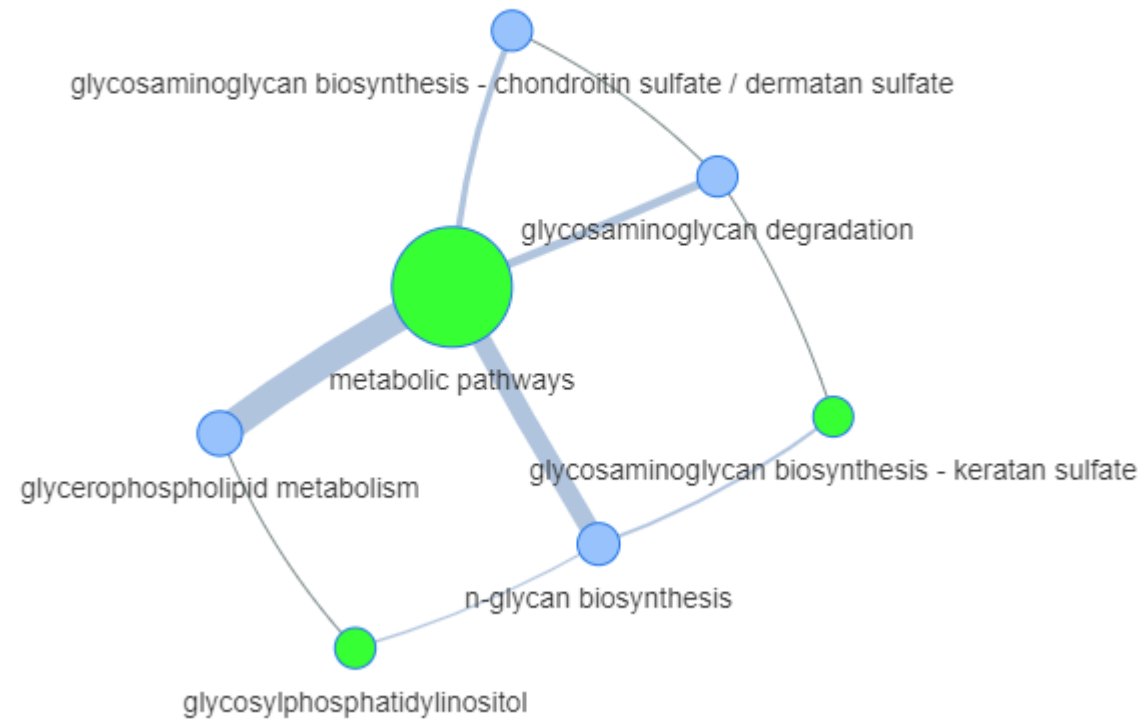 glycosaminoglycan biosynthesis - chondroitin sulfate / dermatan sulfate
glycosaminoglycan degradation
metabolic pathways
glycosaminoglycan biosynthesis - keratan sulfate
glycerophospholipid metabolism
n-glycan biosynthesis
glycosylphosphatidylinositol